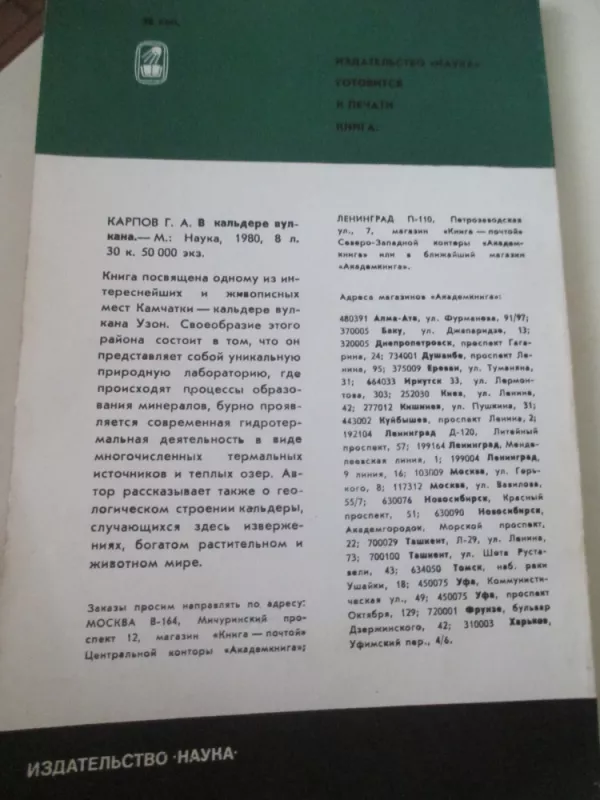 ИЗДАТЕЛЬСТВО «НАУКА»
ГОТОВИТСЯ
К ПЕЧАТИ
КНИГА:
КАРПОВ Г. А. В кальдере вул-
кана.— М.: Наука, 1980, 8 л.
30 к. 50 000 экз.
Книга посвящена одному из ин-
тереснейших и живописных
мест Камчатки — кальдере вул-
кана Узон. Своеобразие этого
района состоит в том, что он
представляет собой уникальную
природную лабораторию, где
происходят процессы образо-
вания минералов, бурно прояв-
ляется современная гидротер-
мальная деятельность в виде
многочисленных термальных
источников и теплых озер. Ав-
тор рассказывает также о гео-
логическом строении кальдеры,
случающихся здесь изверже-
ниях, богатом растительном и
животном мире.
Заказы просим направлять по адресу:
МОСКВА В-164, Мичуринский про-
спект 12, магазин «Книга — почтой»
Центральной конторы «Академкнига»;
ЛЕНИНГРАД П-110, Петрозаводская
ул., 7, магазин «Книга — почтой»
Северо-Западной конторы «Академ-
книга» или в ближайший магазин
«Академкнига».
Адреса магазинов «Академкнига»:
480391 Алма-Ата, ул. Фурманова, 91/97;
370005 Баку, ул. Джапаридзе, 13;
320005 Днепропетровск, проспект Гага-
рина, 24; 734001 Душанбе, проспект Ле-
нина, 95; 375009 Ереван, ул. Туманяна,
31; 664033 Иркутск 33, ул. Лермон-
това, 303; 252030 Киев, ул. Ленина,
42; 277012 Кишинев, ул. Пушкина, 31;
443002 Куйбышев, проспект Ленина, 2;
192104 Ленинград Д-120, Литейный
проспект, 57; 199164 Ленинград, Менде-
леевская линия, 1; 199004 Ленинград,
9 линия, 16; 103009 Москва, ул. Горь-
кого, 8; 117312 Москва, ул. Вавилова,
55/7; 630076 Новосибирск, Красный
проспект, 51; 630090 Новосибирск,
Академгородок, Морской проспект,
22; 700029 Ташкент, Л-29, ул. Ленина,
73; 700100 Ташкент, ул. Шота Руста-
вели, 43; 634050 Томск, наб. реки
Ушайки, 18; 450075 Уфа, Коммунисти-
ческая ул., 49; 450075 Уфа, проспект
Октября, 129; 720001 Фрунзе, бульвар
Дзержинского, 42; 310003 Харьков,
Уфимский пер., 4/6.
ИЗДАТЕЛЬСТВО «НАУКА»